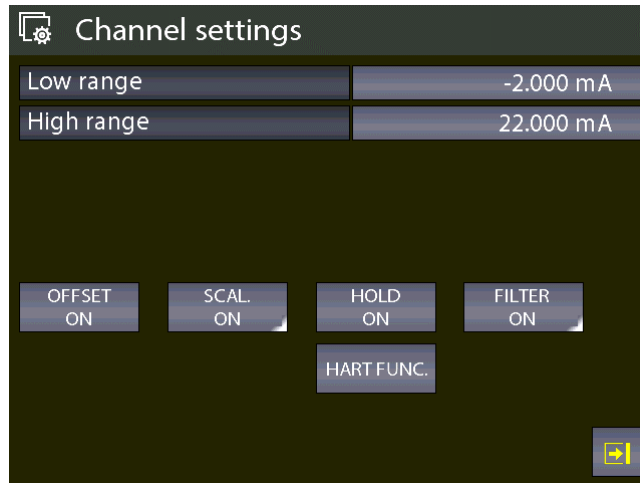 Channel settings
Low range -2.000 mA
High range 22.000 mA
OFFSET ON
SCAL. ON
HOLD ON
FILTER ON
HART FUNC.